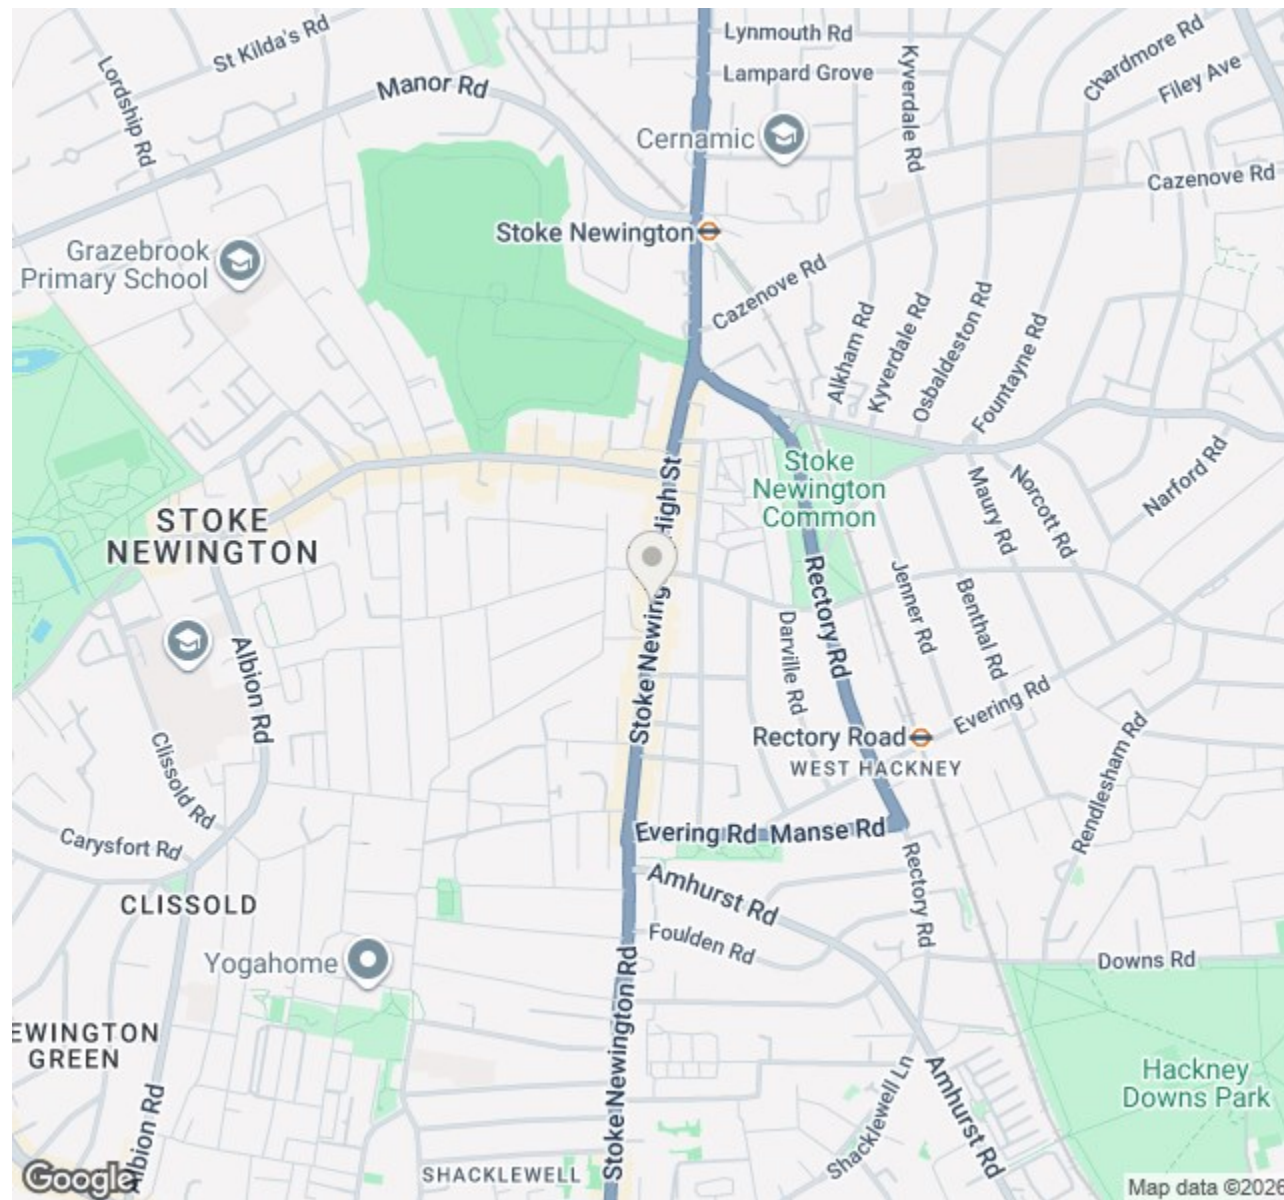 Lynmouth Rd
St Kilda's Rd
Lordship Rd
Manor Rd
Lampard Grove
Kyverdale Rd
Chardmore Rd
Filey Ave
Cernamic
Cazenove Rd
Stoke Newington
Grazebrook
Primary School
Cazenove Rd
Alkham Rd
Kyverdale Rd
Osbaldeston Rd
Fountayne Rd
Stoke
Newington
Common
Maury Rd
Norcott Rd
Narford Rd
STOKE
NEWINGTON
High St
Stoke Newing
Rectory Rd
Jenner Rd
Benthal Rd
Darville Rd
Albion Rd
Evering Rd
Rectory Road
WEST HACKNEY
Clissold Rd
Rendlesham Rd
Carysfort Rd
Evering Rd
Manse Rd
Rectory Rd
Amhurst Rd
CLISSOLD
Foulden Rd
Yogahome
Downs Rd
Stoke Newington Rd
EWINGTON
GREEN
Hackney
Downs Park
Shacklewell Ln
Amhurst Rd
Albion Rd
SHACKLEWELL
Google
Map data ©2026